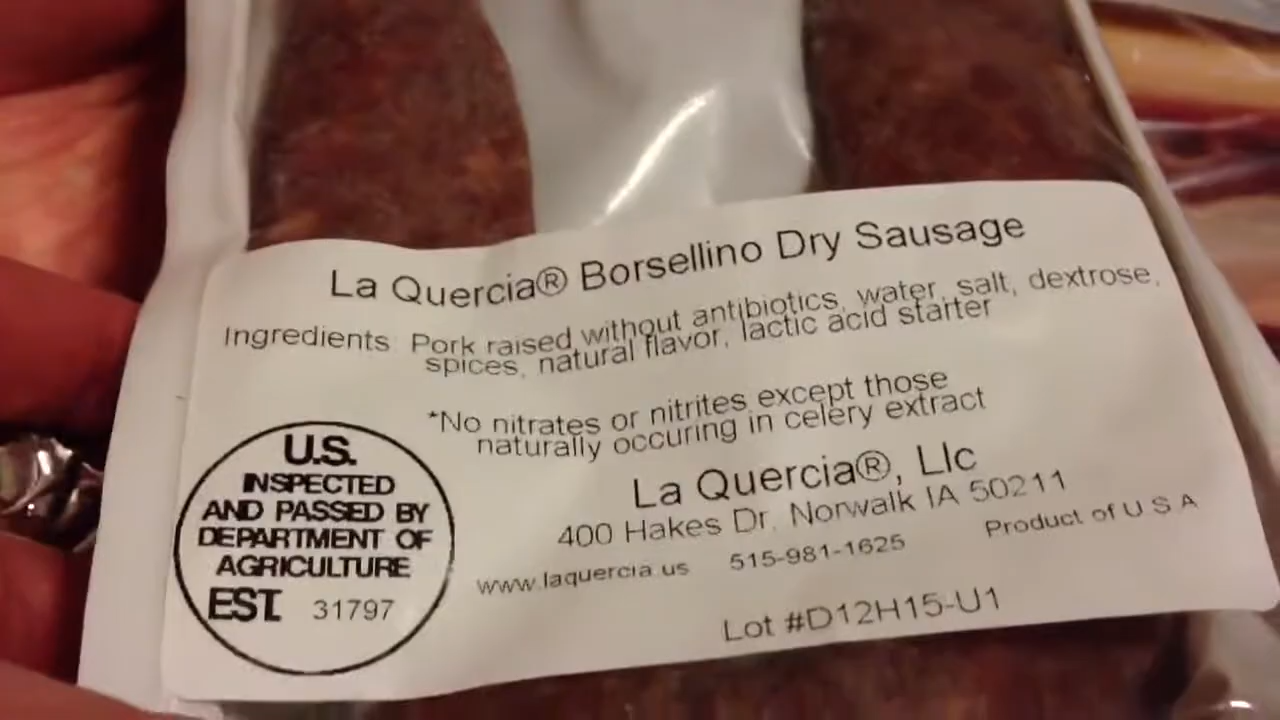 La Quercia® Borsellino Dry Sausage
Ingredients: Pork raised without antibiotics, water, salt, dextrose,
spices, natural flavor, lactic acid starter
*No nitrates or nitrites except those
naturally occuring in celery extract
La Quercia®, Llc
400 Hakes Dr. Norwalk IA 50211
www.laquercia.us 515-981-1625 Product of U S A
Lot #D12H15-U1
U.S.
INSPECTED
AND PASSED BY
DEPARTMENT OF
AGRICULTURE
EST. 31797